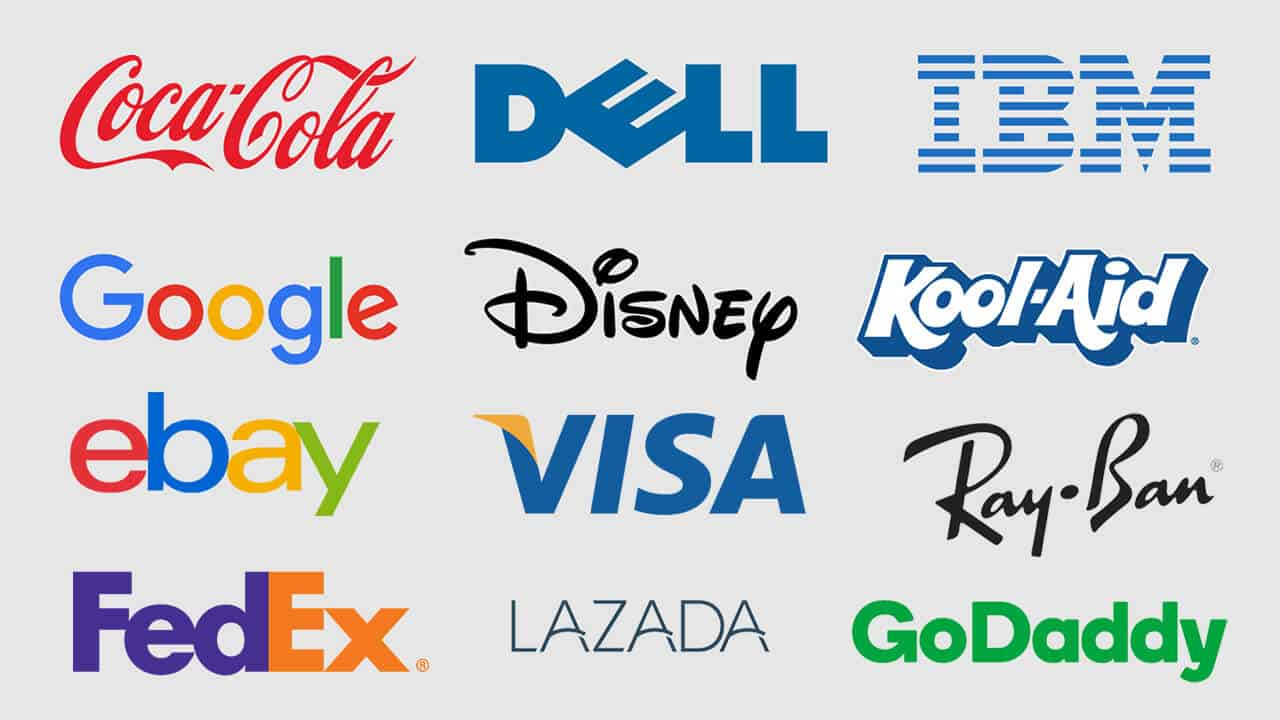 Coca-Cola DELL IBM
Google Disney Kool-Aid®
ebay VISA Ray•Ban®
FedEx® LAZADA GoDaddy